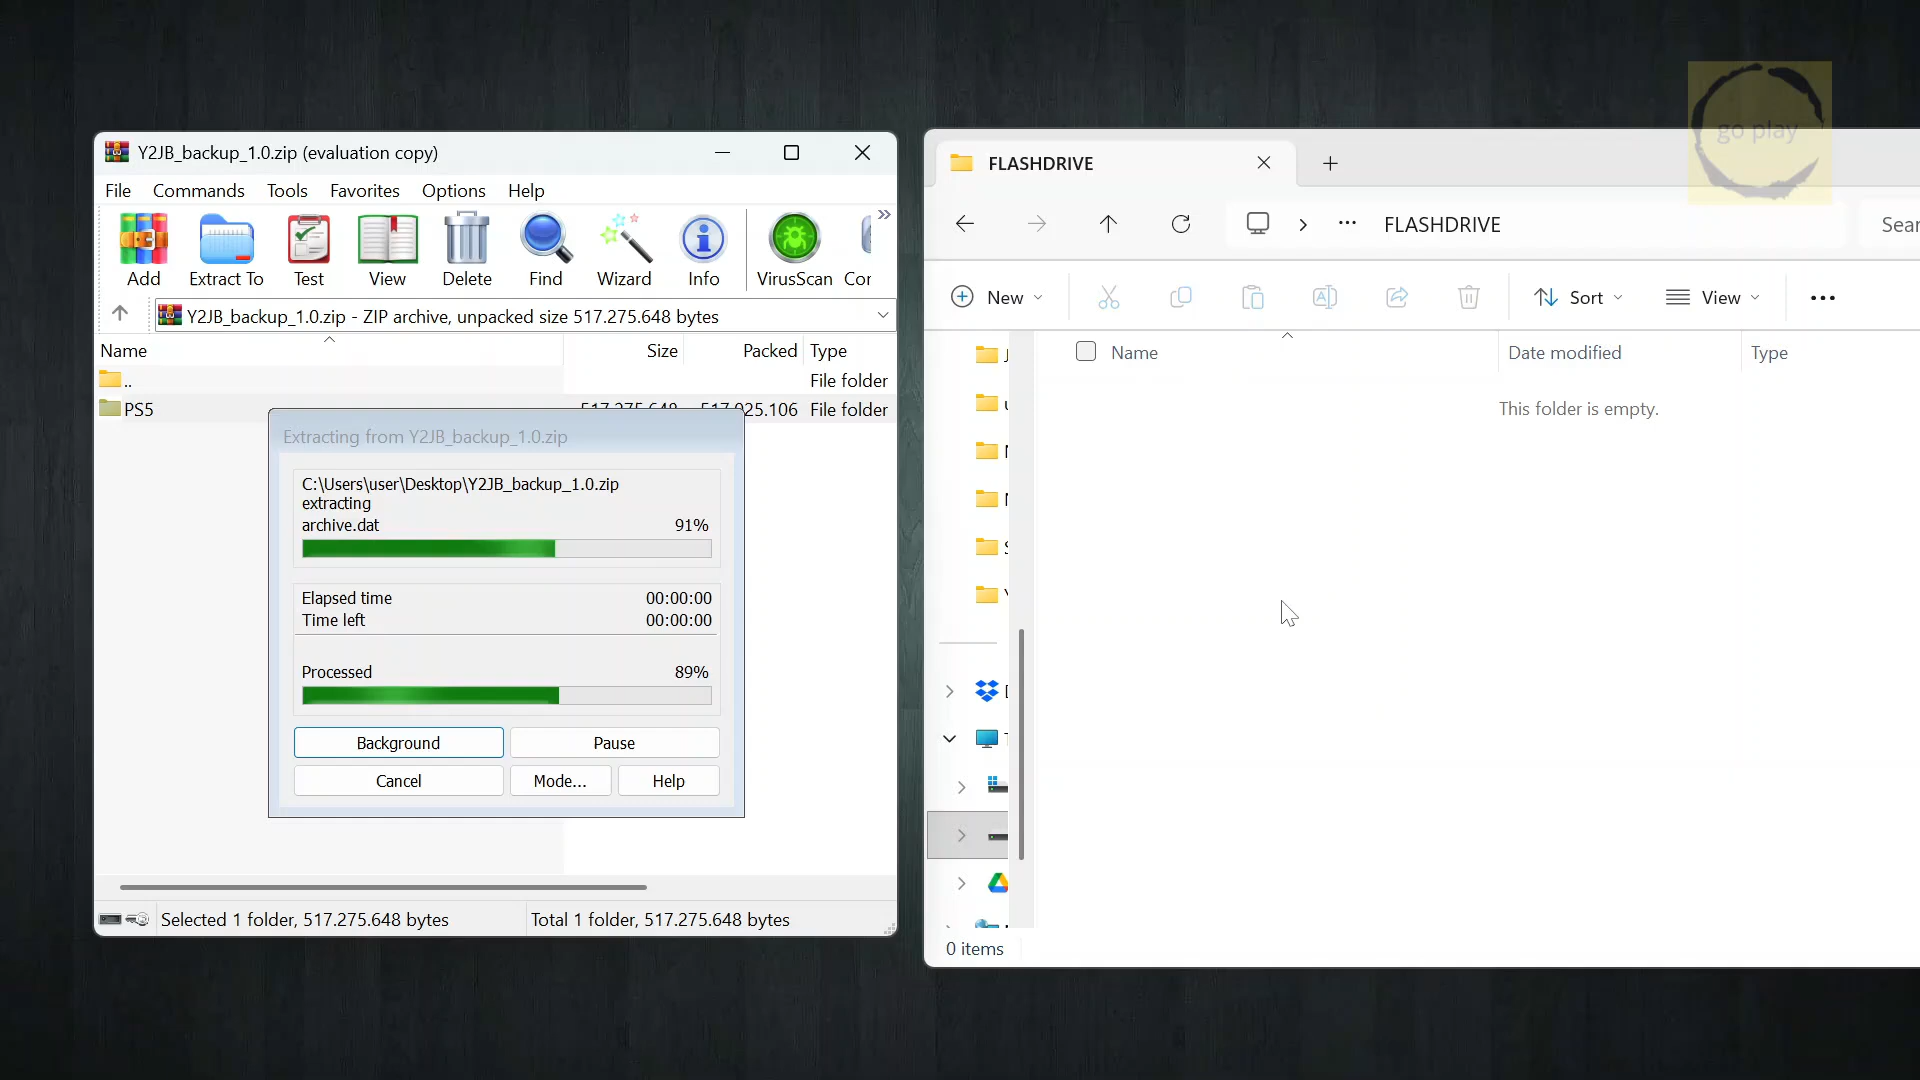 Y2JB_backup_1.0.zip (evaluation copy)
File Commands Tools Favorites Options Help
Add Extract To Test View Delete Find Wizard Info VirusScan
Y2JB_backup_1.0.zip - ZIP archive, unpacked size 517.275.648 bytes
Name Size Packed Type
.. File folder
PS5 517.275.648 517.025.106 File folder
Extracting from Y2JB_backup_1.0.zip
C:\Users\user\Desktop\Y2JB_backup_1.0.zip
extracting
archive.dat 91%
Elapsed time 00:00:00
Time left 00:00:00
Processed 89%
Background Pause
Cancel Mode... Help
Selected 1 folder, 517.275.648 bytes Total 1 folder, 517.275.648 bytes
go play
FLASHDRIVE
FLASHDRIVE
New Sort View
Name Date modified Type
This folder is empty.
0 items